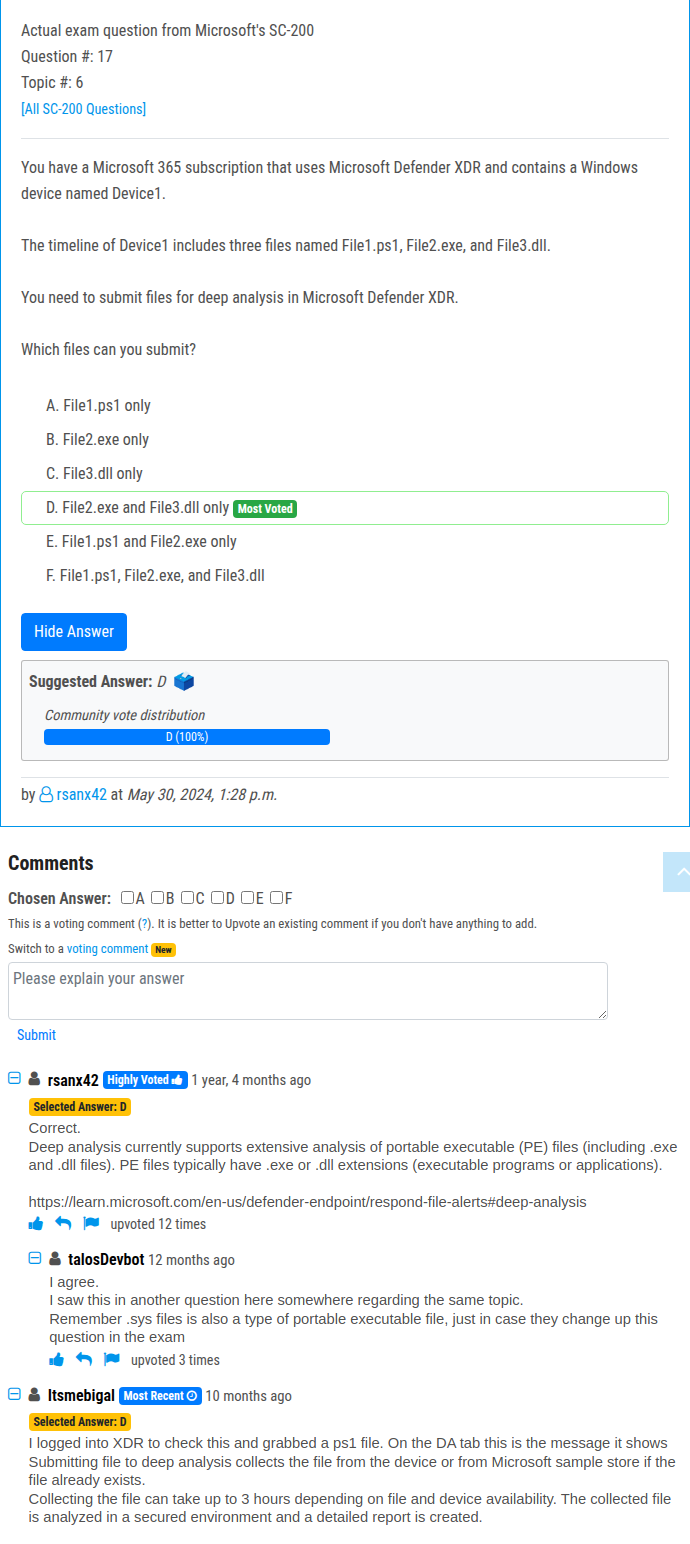 Actual exam question from Microsoft's SC-200
Question #: 17
Topic #: 6
[All SC-200 Questions]
You have a Microsoft 365 subscription that uses Microsoft Defender XDR and contains a Windows
device named Device1.
The timeline of Device1 includes three files named File1.ps1, File2.exe, and File3.dll.
You need to submit files for deep analysis in Microsoft Defender XDR.
Which files can you submit?
A. File1.ps1 only
B. File2.exe only
C. File3.dll only
D. File2.exe and File3.dll only Most Voted
E. File1.ps1 and File2.exe only
F. File1.ps1, File2.exe, and File3.dll
Hide Answer
Suggested Answer: D
Community vote distribution
D (100%)
by rsanx42 at May 30, 2024, 1:28 p.m.
Comments
Chosen Answer: A B C D E F
This is a voting comment (?). It is better to Upvote an existing comment if you don't have anything to add.
Switch to a voting comment New
Please explain your answer
Submit
rsanx42 Highly Voted 1 year, 4 months ago
Selected Answer: D
Correct.
Deep analysis currently supports extensive analysis of portable executable (PE) files (including .exe
and .dll files). PE files typically have .exe or .dll extensions (executable programs or applications).
https://learn.microsoft.com/en-us/defender-endpoint/respond-file-alerts#deep-analysis
upvoted 12 times
talosDevbot 12 months ago
I agree.
I saw this in another question here somewhere regarding the same topic.
Remember .sys files is also a type of portable executable file, just in case they change up this
question in the exam
upvoted 3 times
Itsmebigal Most Recent 10 months ago
Selected Answer: D
I logged into XDR to check this and grabbed a ps1 file. On the DA tab this is the message it shows
Submitting file to deep analysis collects the file from the device or from Microsoft sample store if the
file already exists.
Collecting the file can take up to 3 hours depending on file and device availability. The collected file
is analyzed in a secured environment and a detailed report is created.